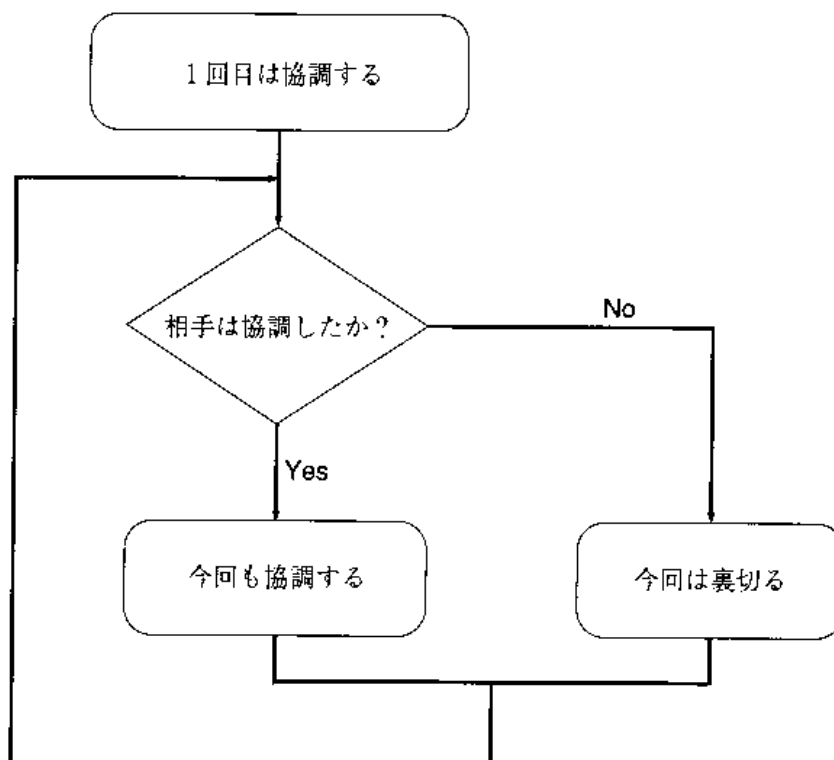 1回目は協調する
相手は協調したか？
No
Yes
今回も協調する
今回は裏切る